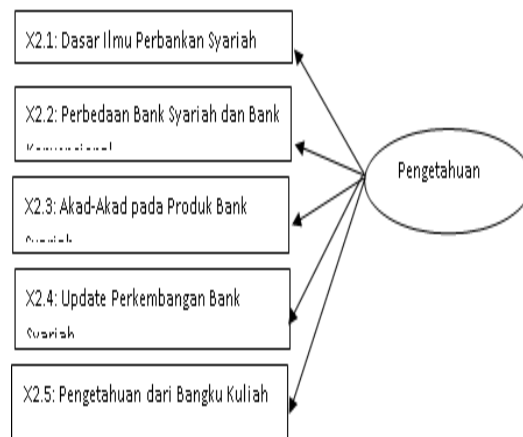 X2.1: Dasar Ilmu Perbankan Syariah
X2.2: Perbedaan Bank Syariah dan Bank
X2.3: Akad-Akad pada Produk Bank
X2.4: Update Perkembangan Bank
X2.5: Pengetahuan dari Bangku Kuliah
Pengetahuan